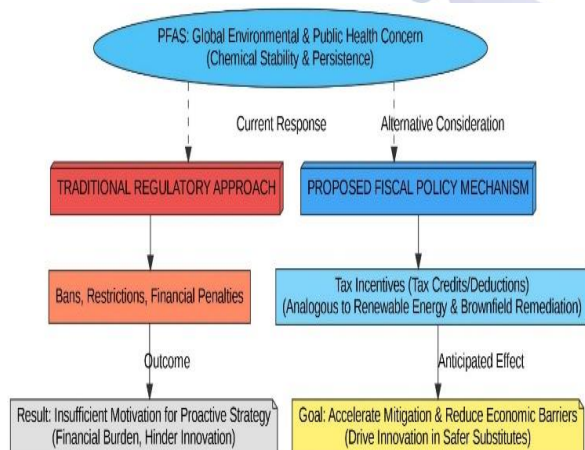 PFAS: Global Environmental & Public Health Concern
(Chemical Stability & Persistence)
Current Response
Alternative Consideration
TRADITIONAL REGULATORY APPROACH
PROPOSED FISCAL POLICY MECHANISM
Bans, Restrictions, Financial Penalties
Tax Incentives (Tax Credits/Deductions)
(Analogous to Renewable Energy & Brownfield Remediation)
Outcome
Anticipated Effect
Result: Insufficient Motivation for Proactive Strategy
(Financial Burden, Hinder Innovation)
Goal: Accelerate Mitigation & Reduce Economic Barriers
(Drive Innovation in Safer Substitutes)